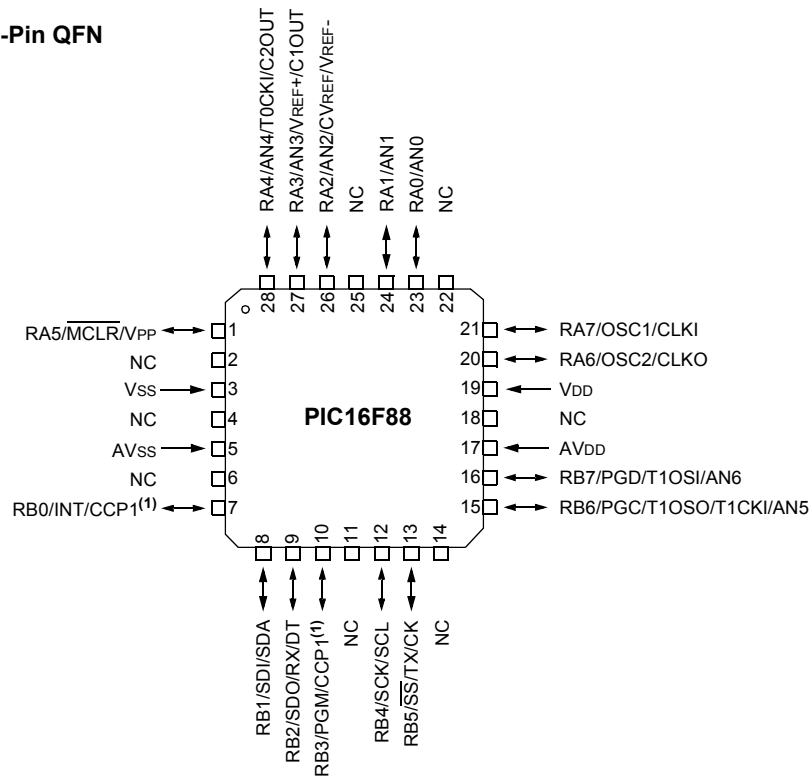 -Pin QFN
RA4/AN4/T0CKI/C2OUT
RA3/AN3/VREF+/C1OUT
RA2/AN2/CVREF/VREF-
NC
RA1/AN1
RA0/AN0
NC
28
27
26
25
24
23
22
RA5/MCLR/VPP
1
NC
2
VSS
3
NC
4
AVSS
5
NC
6
RB0/INT/CCP1(1)
7
PIC16F88
21
RA7/OSC1/CLKI
20
RA6/OSC2/CLKO
19
VDD
18
NC
17
AVDD
16
RB7/PGD/T1OSI/AN6
15
RB6/PGC/T1OSO/T1CKI/AN5
8
9
10
11
12
13
14
RB1/SDI/SDA
RB2/SDO/RX/DT
RB3/PGM/CCP1(1)
NC
RB4/SCK/SCL
RB5/SS/TX/CK
NC